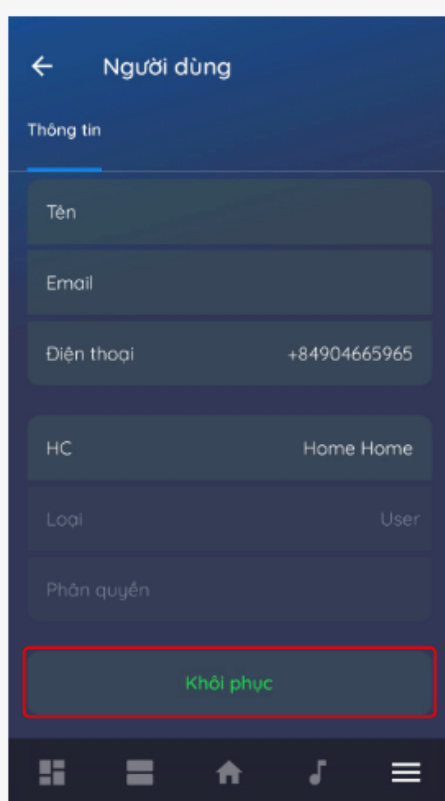 Người dùng
Thông tin
Tên
Email
Điện thoại +84904665965
HC Home Home
Loại User
Phân quyền
Khôi phục